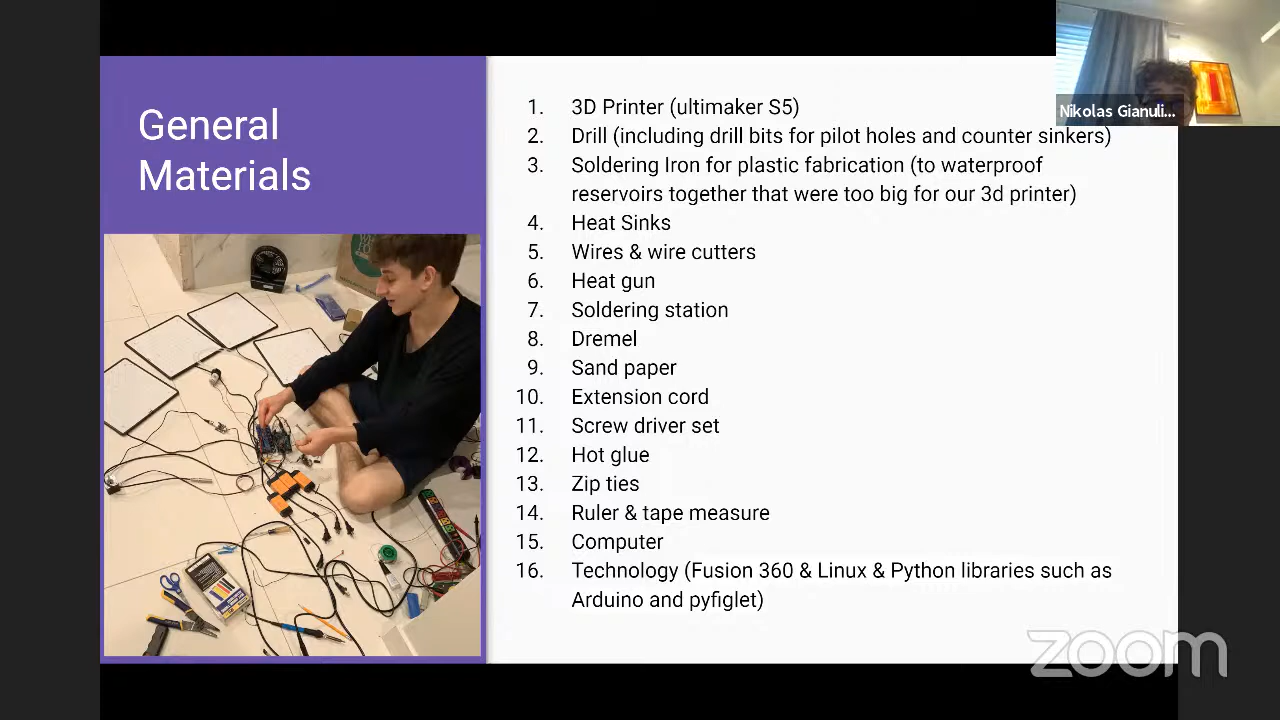 General
Materials
1. 3D Printer (ultimaker S5)
2. Drill (including drill bits for pilot holes and counter sinkers)
3. Soldering Iron for plastic fabrication (to waterproof
reservoirs together that were too big for our 3d printer)
4. Heat Sinks
5. Wires & wire cutters
6. Heat gun
7. Soldering station
8. Dremel
9. Sand paper
10. Extension cord
11. Screw driver set
12. Hot glue
13. Zip ties
14. Ruler & tape measure
15. Computer
16. Technology (Fusion 360 & Linux & Python libraries such as
Arduino and pyfiglet)
Nikolas Gianuli...
zoom